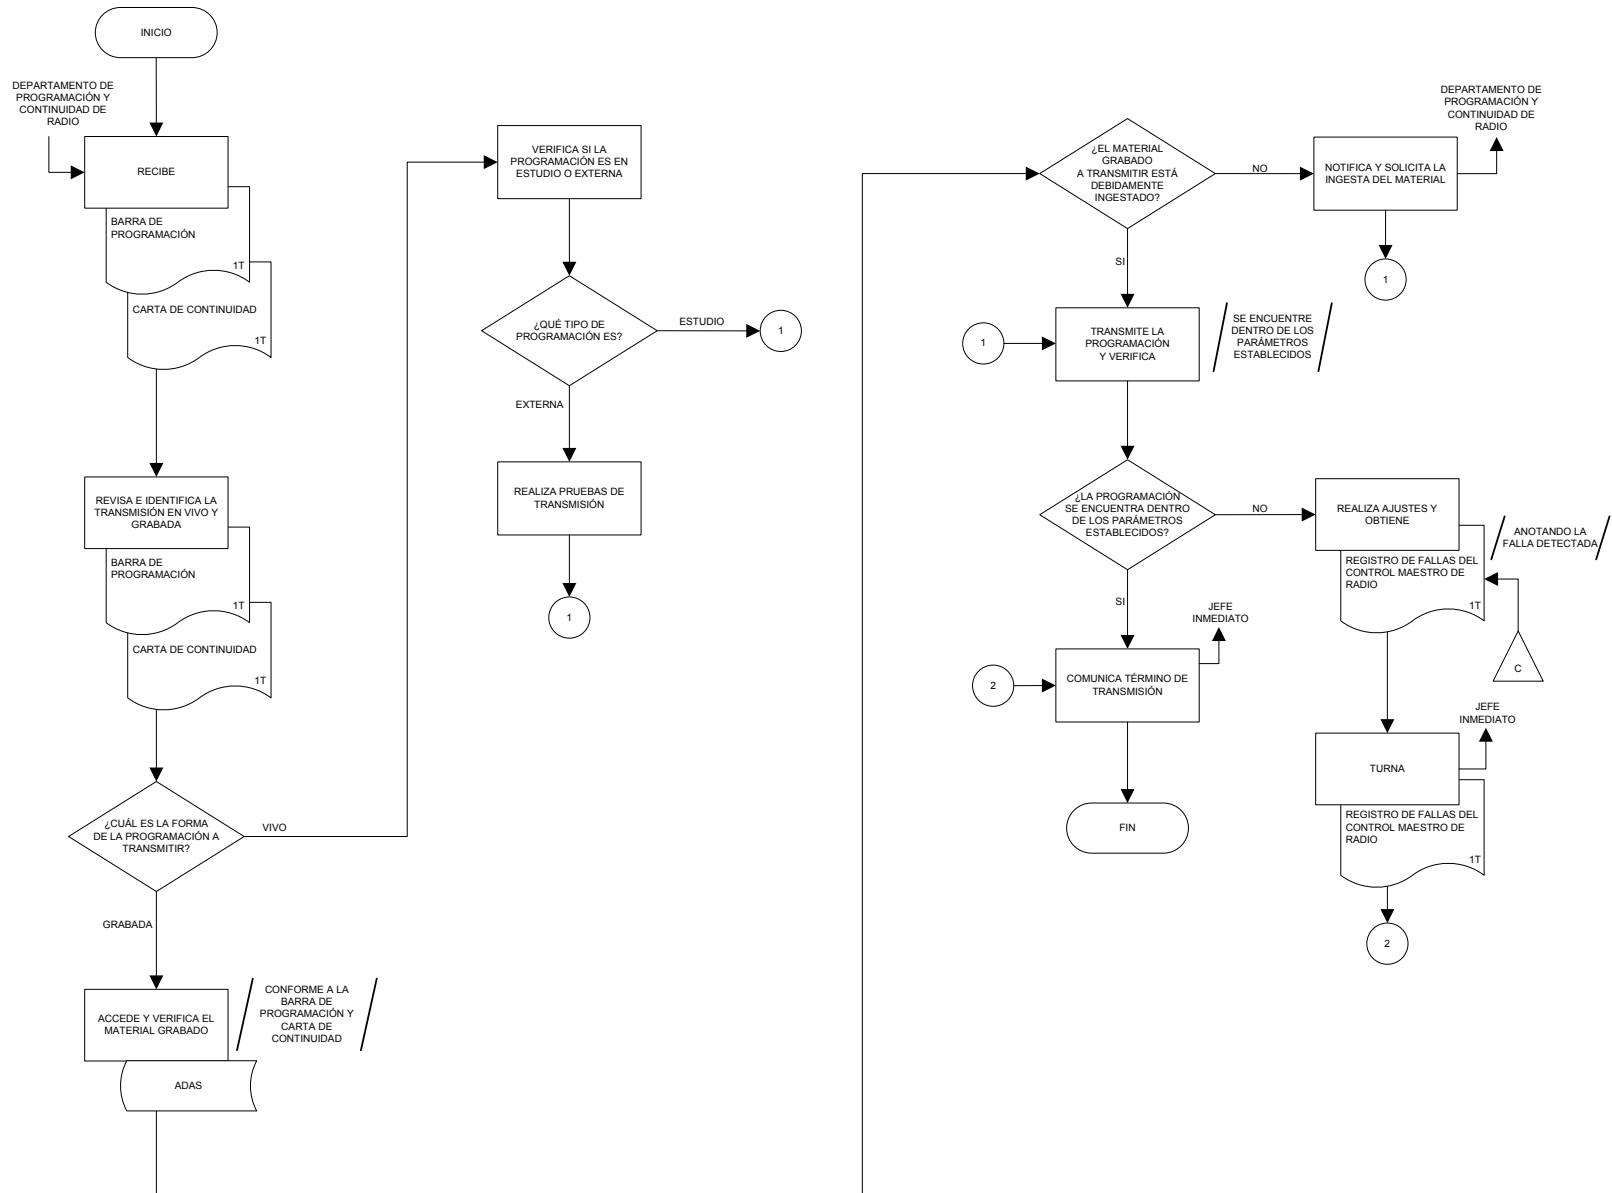 INICIO
DEPARTAMENTO DE
PROGRAMACIÓN Y
CONTINUIDAD DE
RADIO
RECIBE
BARRA DE
PROGRAMACIÓN
1T
CARTA DE CONTINUIDAD
1T
REVISA E IDENTIFICA LA
TRANSMISIÓN EN VIVO Y
GRABADA
BARRA DE
PROGRAMACIÓN
1T
CARTA DE CONTINUIDAD
1T
¿CUÁL ES LA FORMA
DE LA PROGRAMACIÓN A
TRANSMITIR?
VIVO
GRABADA
ACCEDE Y VERIFICA EL
MATERIAL GRABADO
CONFORME A LA
BARRA DE
PROGRAMACIÓN Y
CARTA DE
CONTINUIDAD
ADAS
VERIFICA SI LA
PROGRAMACIÓN ES EN
ESTUDIO O EXTERNA
¿QUÉ TIPO DE
PROGRAMACIÓN ES?
ESTUDIO
1
EXTERNA
REALIZA PRUEBAS DE
TRANSMISIÓN
1
¿EL MATERIAL
GRABADO
A TRANSMITIR ESTÁ
DEBIDAMENTE
INGESTADO?
NO
NOTIFICA Y SOLICITA LA
INGESTA DEL MATERIAL
DEPARTAMENTO DE
PROGRAMACIÓN Y
CONTINUIDAD DE
RADIO
1
SI
1
TRANSMITE LA
PROGRAMACIÓN
Y VERIFICA
SE ENCUENTRE
DENTRO DE LOS
PARÁMETROS
ESTABLECIDOS
¿LA PROGRAMACIÓN
SE ENCUENTRA DENTRO
DE LOS PARÁMETROS
ESTABLECIDOS?
NO
REALIZA AJUSTES Y
OBTIENE
ANOTANDO LA
FALLA DETECTADA
REGISTRO DE FALLAS DEL
CONTROL MAESTRO DE
RADIO
1T
C
SI
JEFE
INMEDIATO
2
COMUNICA TÉRMINO DE
TRANSMISIÓN
FIN
JEFE
INMEDIATO
TURNA
REGISTRO DE FALLAS DEL
CONTROL MAESTRO DE
RADIO
1T
2